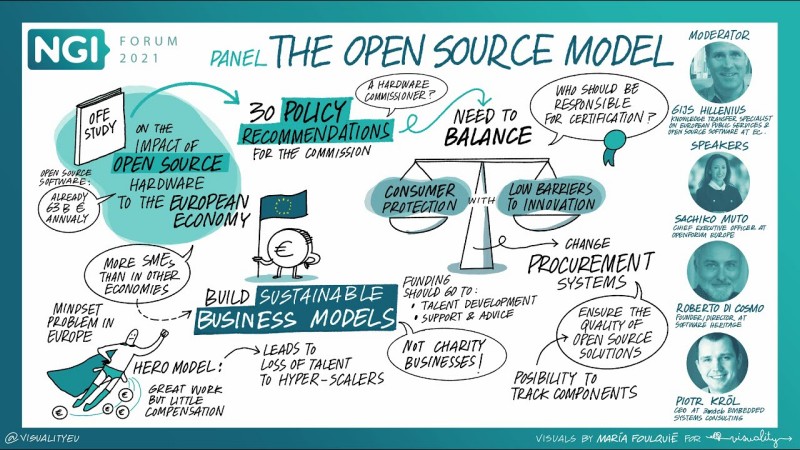 NGI FORUM
2021
PANEL THE OPEN SOURCE MODEL
OFE
STUDY
ON THE
IMPACT OF
OPEN SOURCE
HARDWARE
TO THE EUROPEAN
ECONOMY
OPEN SOURCE
SOFTWARE:
ALREADY
63 B €
ANNUALY
30 POLICY
RECOMMENDATIONS
FOR THE COMMISSION
A HARDWARE
COMMISSIONER?
NEED TO
BALANCE
WHO SHOULD BE
RESPONSIBLE
FOR CERTIFICATION?
CONSUMER
PROTECTION
WITH
LOW BARRIERS
TO INNOVATION
CHANGE
PROCUREMENT
SYSTEMS
ENSURE THE
QUALITY OF
OPEN SOURCE
SOLUTIONS
POSIBILITY TO
TRACK COMPONENTS
MORE SMEs
THAN IN OTHER
ECONOMIES
€
BUILD SUSTAINABLE
BUSINESS MODELS
FUNDING
SHOULD GO TO:
• TALENT DEVELOPMENT
• SUPPORT & ADVICE
NOT CHARITY
BUSINESSES!
MINDSET
PROBLEM IN
EUROPE
HERO MODEL:
GREAT WORK
BUT LITTLE
COMPENSATION
€ € €
LEADS TO
LOSS OF TALENT
TO HYPER-SCALERS
MODERATOR
GIJS HILLENIUS
KNOWLEDGE TRANSFER SPECIALIST
ON EUROPEAN PUBLIC SERVICES &
OPEN SOURCE SOFTWARE AT EC.
SPEAKERS
SACHIKO MUTO
CHIEF EXECUTIVE OFFICER AT
OPENFORUM EUROPE
ROBERTO DI COSMO
FOUNDER/DIRECTOR AT
SOFTWARE HERITAGE
PIOTR KRÓL
CEO AT 3mdeb EMBEDDED
SYSTEMS CONSULTING
@VISUALITYEU
VISUALS BY MARÍA FOULQUIÉ FOR visuality